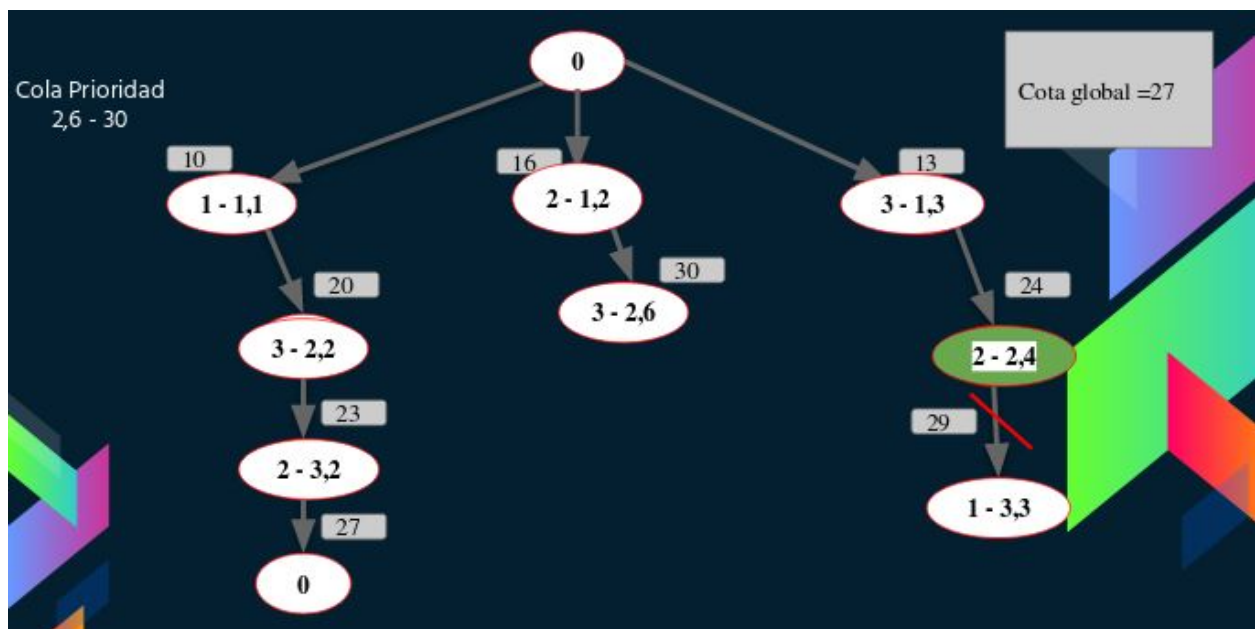 0
Cola Prioridad
2,6 - 30
Cota global =27
10
16
13
1 - 1,1
2 - 1,2
3 - 1,3
20
30
24
3 - 2,2
3 - 2,6
2 - 2,4
23
29
2 - 3,2
1 - 3,3
27
0